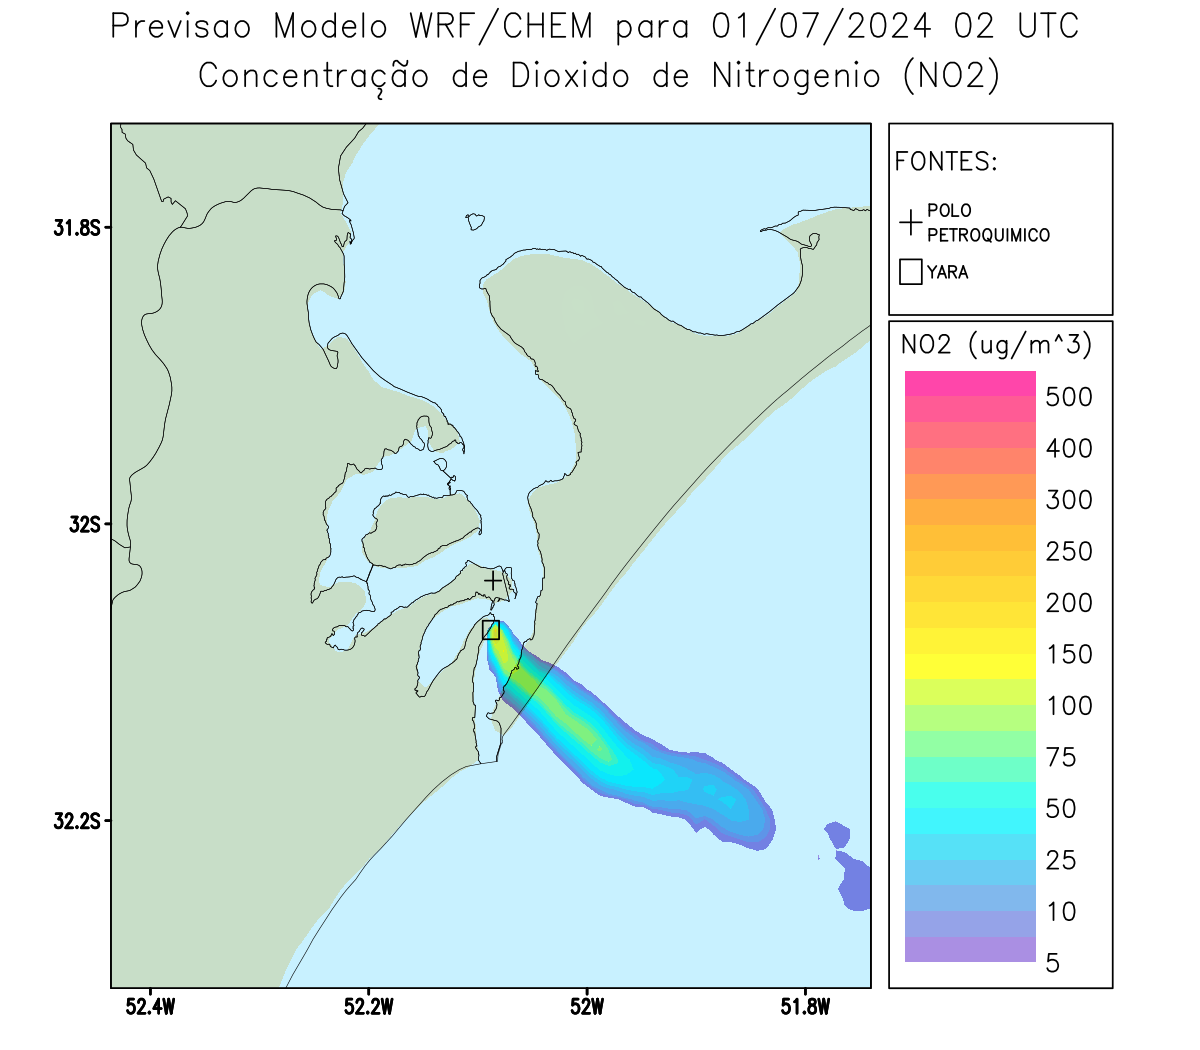 Previsao Modelo WRF/CHEM para 01/07/2024 02 UTC
Concentração de Dioxido de Nitrogenio (NO2)
FONTES:
POLO
PETROQUIMICO
YARA
NO2 (ug/m^3)
500
400
300
250
200
150
100
75
50
25
10
5
31.8S
32S
32.2S
52.4W
52.2W
52W
51.8W